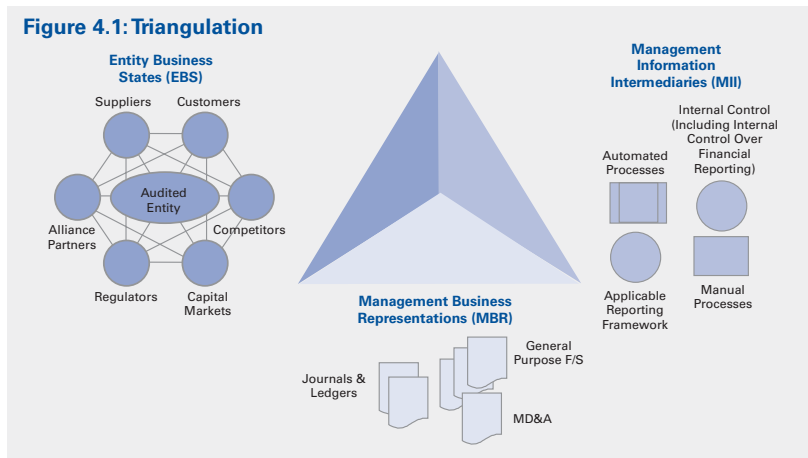 Figure 4.1: Triangulation
Entity Business
States (EBS)
Suppliers
Customers
Audited
Entity
Alliance
Partners
Competitors
Regulators
Capital
Markets
Management
Information
Intermediaries (MII)
Internal Control
(Including Internal
Control Over
Financial
Reporting)
Automated
Processes
Applicable
Reporting
Framework
Manual
Processes
Management Business
Representations (MBR)
Journals &
Ledgers
General
Purpose F/S
MD&A